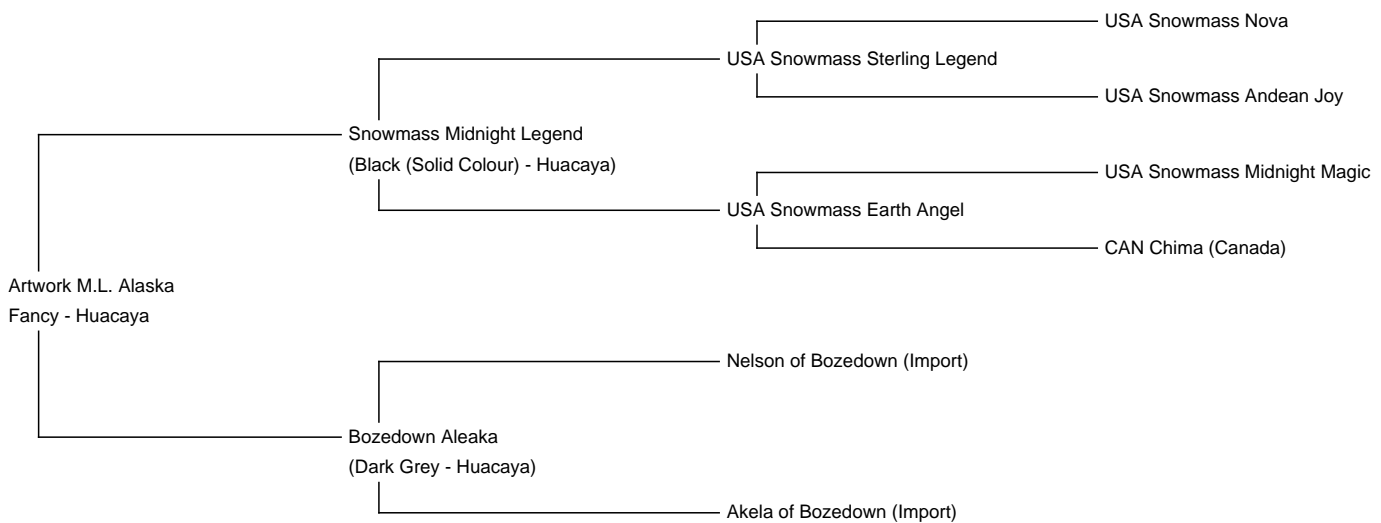 USA Snowmass Nova
USA Snowmass Sterling Legend
USA Snowmass Andean Joy
Snowmass Midnight Legend
(Black (Solid Colour) - Huacaya)
USA Snowmass Midnight Magic
USA Snowmass Earth Angel
CAN Chima (Canada)
Artwork M.L. Alaska
Fancy - Huacaya
Nelson of Bozedown (Import)
Bozedown Aleaka
(Dark Grey - Huacaya)
Akela of Bozedown (Import)